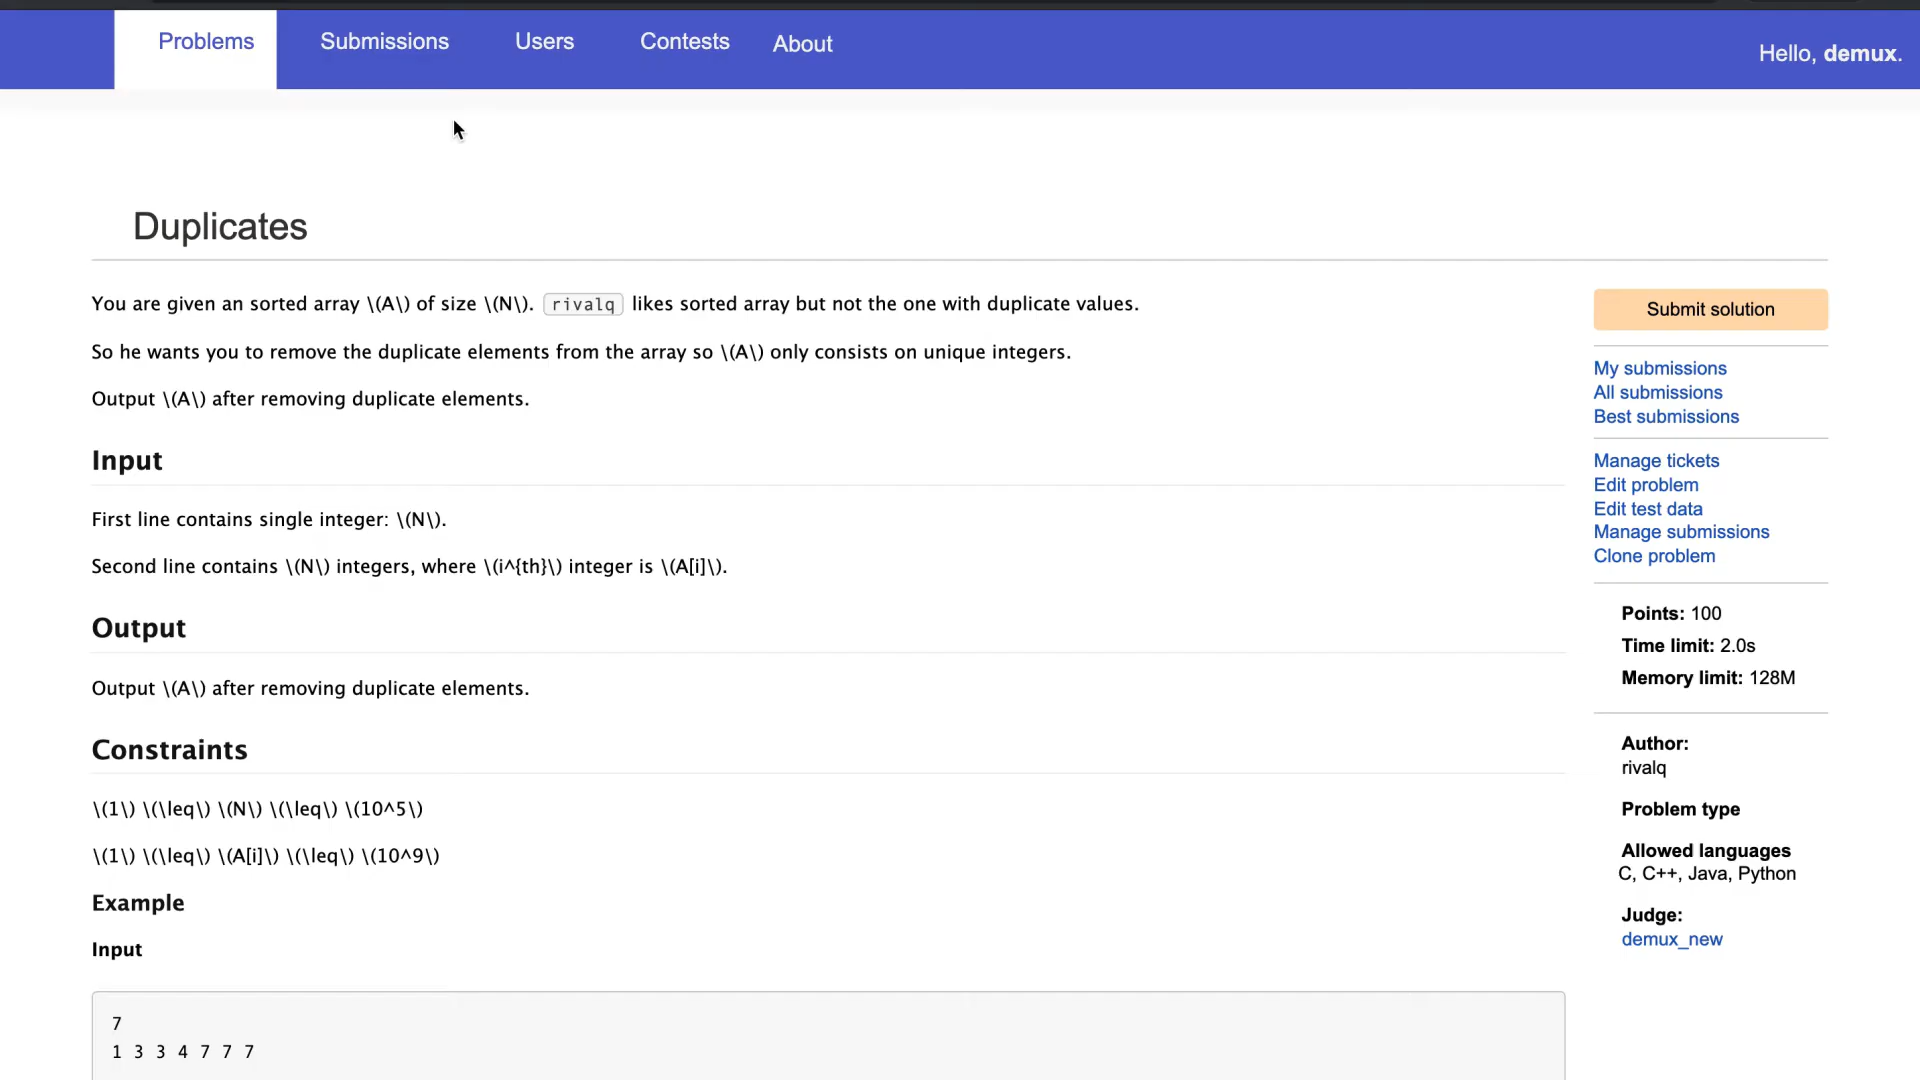 Problems Submissions Users Contests About
Hello, demux.
Duplicates
You are given an sorted array \(A\) of size \(N\). rivalq likes sorted array but not the one with duplicate values.
So he wants you to remove the duplicate elements from the array so \(A\) only consists on unique integers.
Output \(A\) after removing duplicate elements.
Input
First line contains single integer: \(N\).
Second line contains \(N\) integers, where \(i^{th}\) integer is \(A[i]\).
Output
Output \(A\) after removing duplicate elements.
Constraints
\(1\) \(\leq\) \(N\) \(\leq\) \(10^5\)
\(1\) \(\leq\) \(A[i]\) \(\leq\) \(10^9\)
Example
Input
7
1 3 3 4 7 7 7
Submit solution
My submissions
All submissions
Best submissions
Manage tickets
Edit problem
Edit test data
Manage submissions
Clone problem
Points: 100
Time limit: 2.0s
Memory limit: 128M
Author:
rivalq
Problem type
Allowed languages
C, C++, Java, Python
Judge:
demux_new